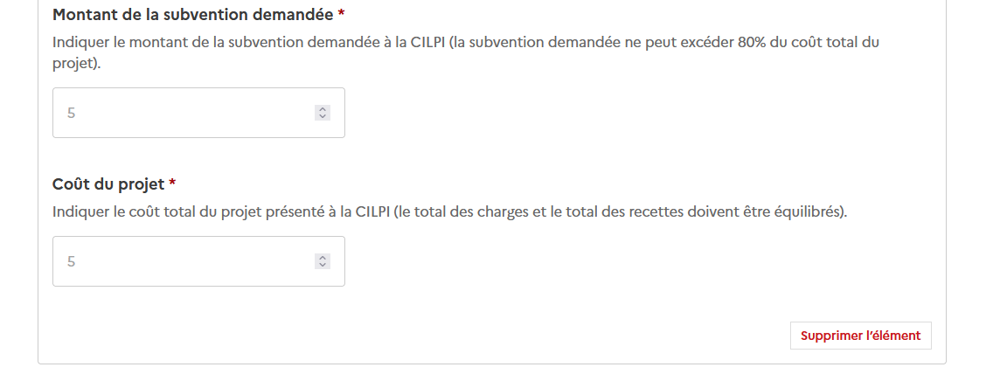 Montant de la subvention demandée *
Indiquer le montant de la subvention demandée à la CILPI (la subvention demandée ne peut excéder 80% du coût total du
projet).
5
Coût du projet *
Indiquer le coût total du projet présenté à la CILPI (le total des charges et le total des recettes doivent être équilibrés).
5
Supprimer l’élément